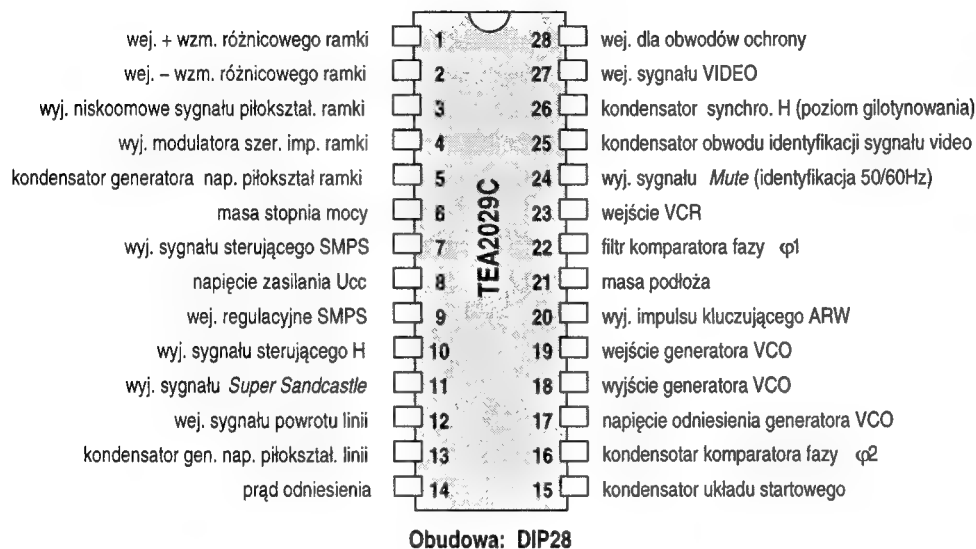 wej. + wzm. różnicowego ramki 1 28 wej. dla obwodów ochrony
wej. – wzm. różnicowego ramki 2 27 wej. sygnału VIDEO
wyj. niskoomowe sygnału piłokształ. ramki 3 26 kondensator synchro. H (poziom gilotynowania)
wyj. modulatora szer. imp. ramki 4 25 kondensator obwodu identyfikacji sygnału video
kondensator generatora nap. piłokształ ramki 5 24 wyj. sygnału Mute (identyfikacja 50/60Hz)
masa stopnia mocy 6 23 wejście VCR
wyj. sygnału sterującego SMPS 7 22 filtr komparatora fazy φ1
napięcie zasilania Ucc 8 21 masa podłoża
wej. regulacyjne SMPS 9 20 wyj. impulsu kluczującego ARW
wyj. sygnału sterującego H 10 19 wejście generatora VCO
wyj. sygnału Super Sandcastle 11 18 wyjście generatora VCO
wej. sygnału powrotu linii 12 17 napięcie odniesienia generatora VCO
kondensator gen. nap. piłokształ. linii 13 16 kondensotar komparatora fazy φ2
prąd odniesienia 14 15 kondensator układu startowego
TEA2029C
Obudowa: DIP28